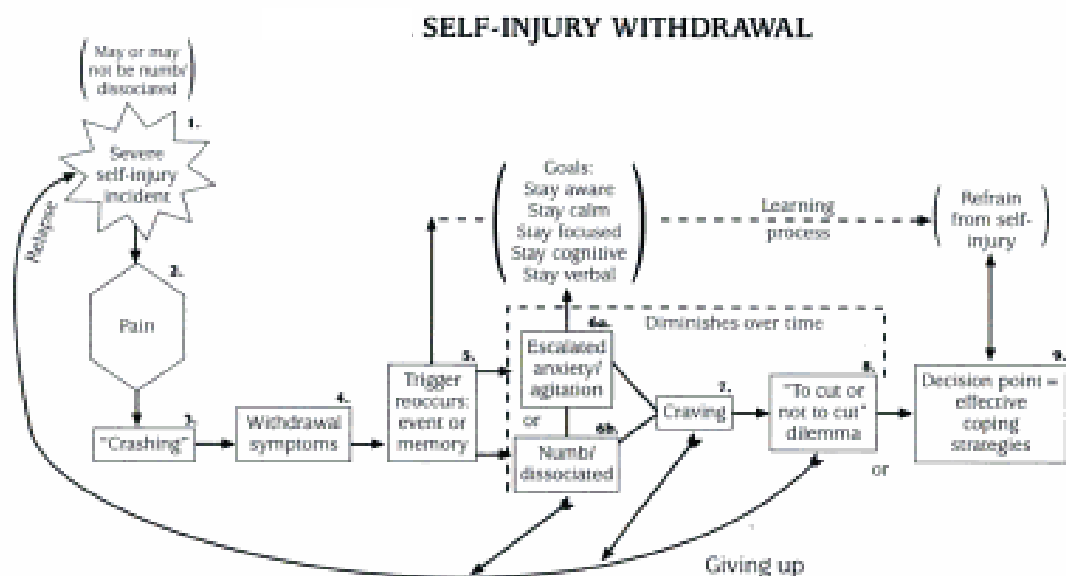 SELF-INJURY WITHDRAWAL
(May or may
not be numb/
dissociated)
1.
Severe
self-injury
incident
Relapse
2.
Pain
3.
"Crashing"
4.
Withdrawal
symptoms
5.
Trigger
reoccurs:
event or
memory
(Goals:
Stay aware
Stay calm
Stay focused
Stay cognitive
Stay verbal)
Learning
process
(Refrain
from self-
injury)
Diminishes over time
6a.
Escalated
anxiety/
agitation
or
6b.
Numb/
dissociated
7.
Craving
8.
"To cut or
not to cut"
dilemma
or
9.
Decision point =
effective
coping
strategies
Giving up